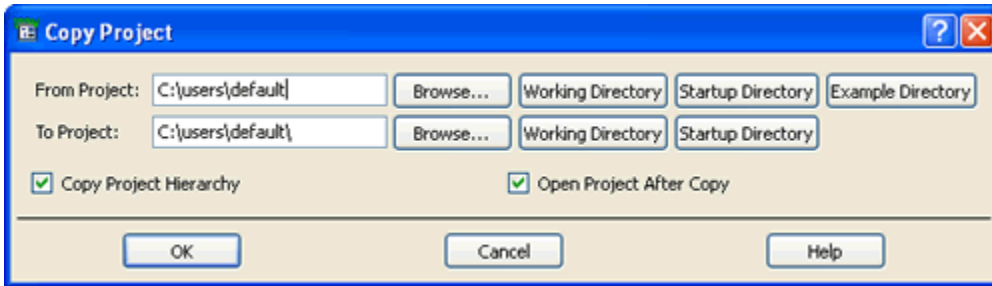 Copy Project
From Project: C:\users\default Browse... Working Directory Startup Directory Example Directory
To Project: C:\users\default\ Browse... Working Directory Startup Directory
Copy Project Hierarchy Open Project After Copy
OK Cancel Help